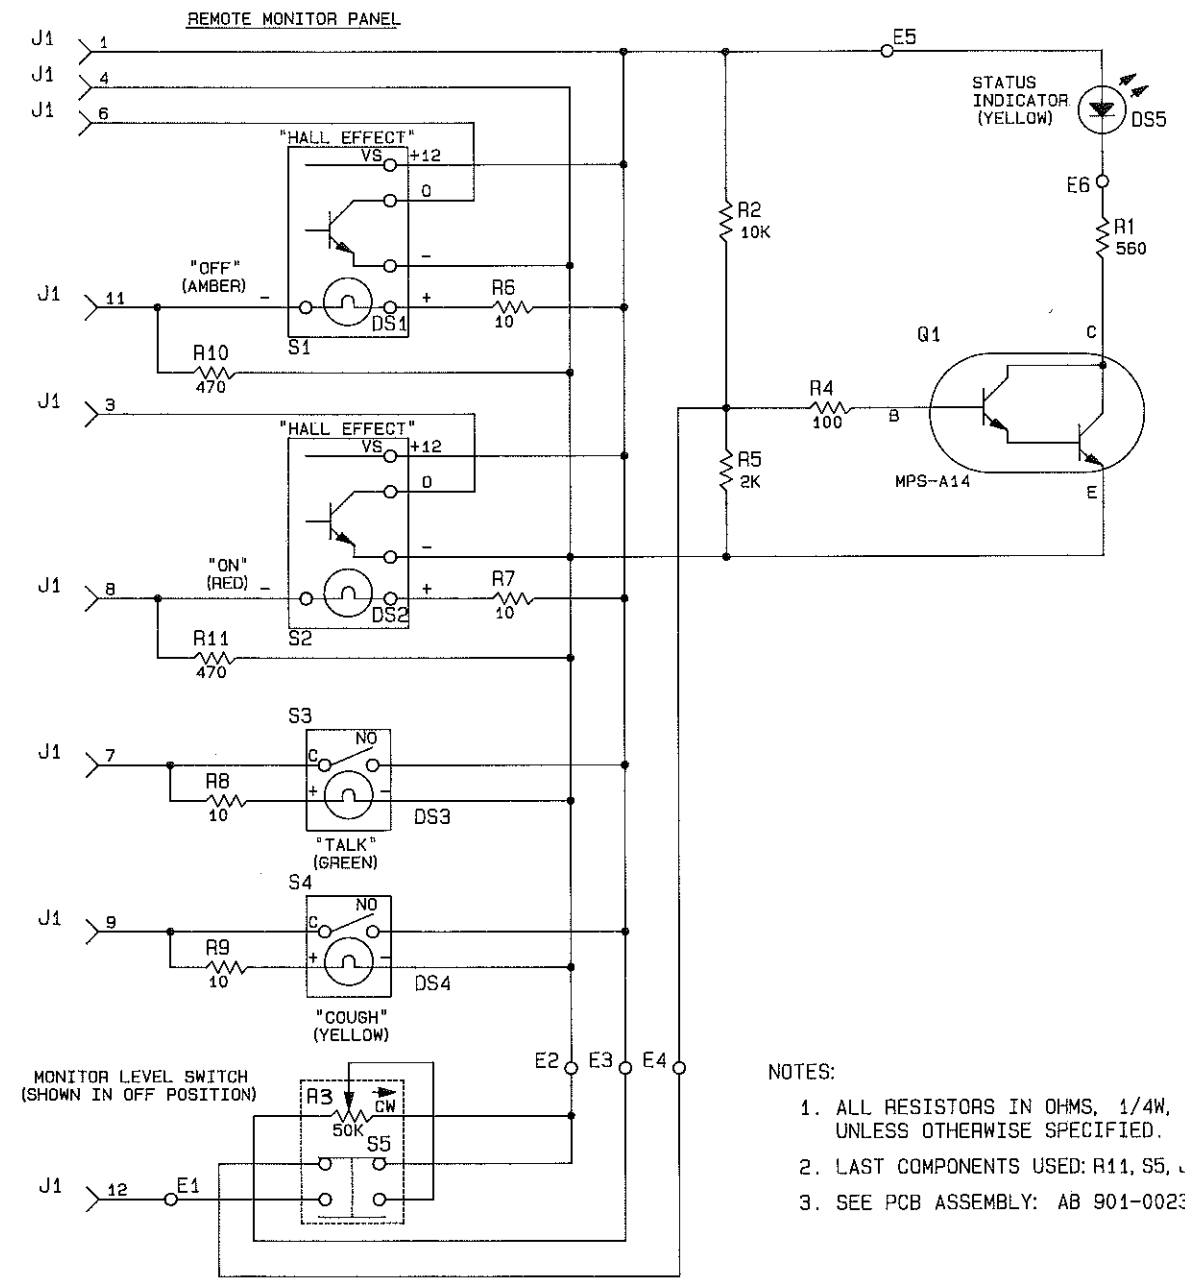 REMOTE MONITOR PANEL
J1 1
J1 4
J1 6
E5
STATUS
INDICATOR
(YELLOW)
DS5
E6
R1
560
"HALL EFFECT"
VS +12
O
-
"OFF"
(AMBER)
J1 11
- +
DS1
S1
R6
10
R10
470
R2
10K
Q1
C
R4
100
B
E
MPS-A14
R5
2K
J1 3
"HALL EFFECT"
VS +12
O
-
"ON"
(RED)
J1 8
- +
DS2
S2
R7
10
R11
470
S3
NO
C
J1 7
R8
10
+ -
DS3
"TALK"
(GREEN)
S4
NO
C
J1 9
R9
10
+ -
DS4
"COUGH"
(YELLOW)
E2 E3 E4
MONITOR LEVEL SWITCH
(SHOWN IN OFF POSITION)
R3
CW
50K
S5
J1 12 E1
NOTES:
1. ALL RESISTORS IN OHMS, 1/4W,
UNLESS OTHERWISE SPECIFIED.
2. LAST COMPONENTS USED: R11, S5,
3. SEE PCB ASSEMBLY: AB 901-0023